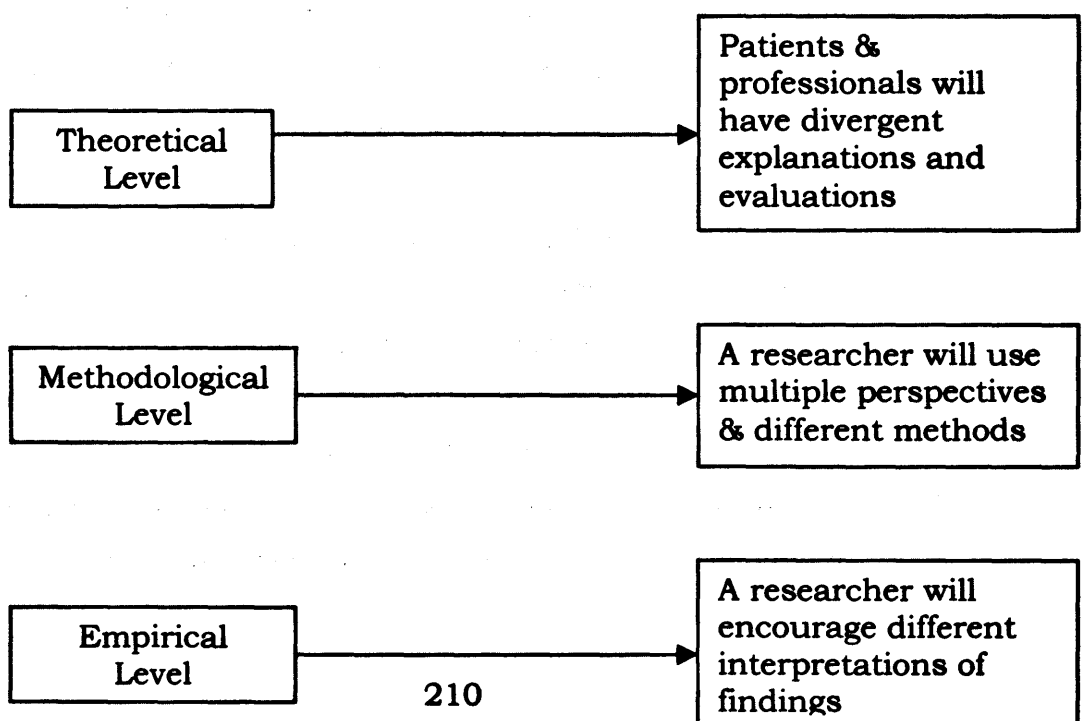 Theoretical
Level
Patients &
professionals will
have divergent
explanations and
evaluations
Methodological
Level
A researcher will use
multiple perspectives
& different methods
Empirical
Level
A researcher will
encourage different
interpretations of
findings
210